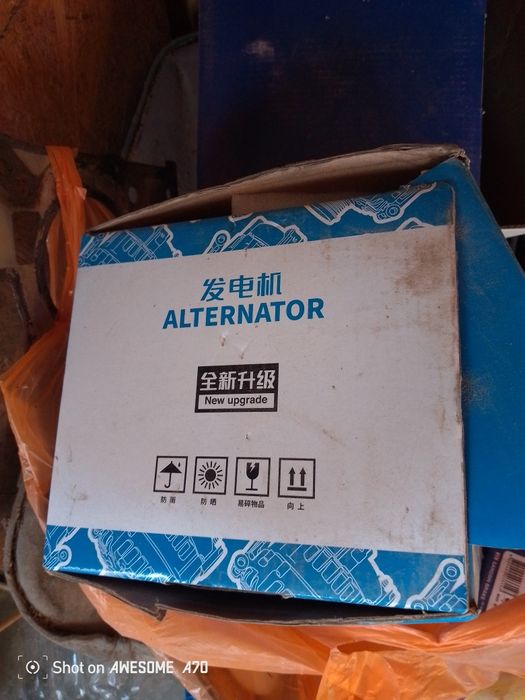 发电机
ALTERNATOR
全新升级
New upgrade
防雨
防晒
易碎物品
向上
Shot on AWESOME A70